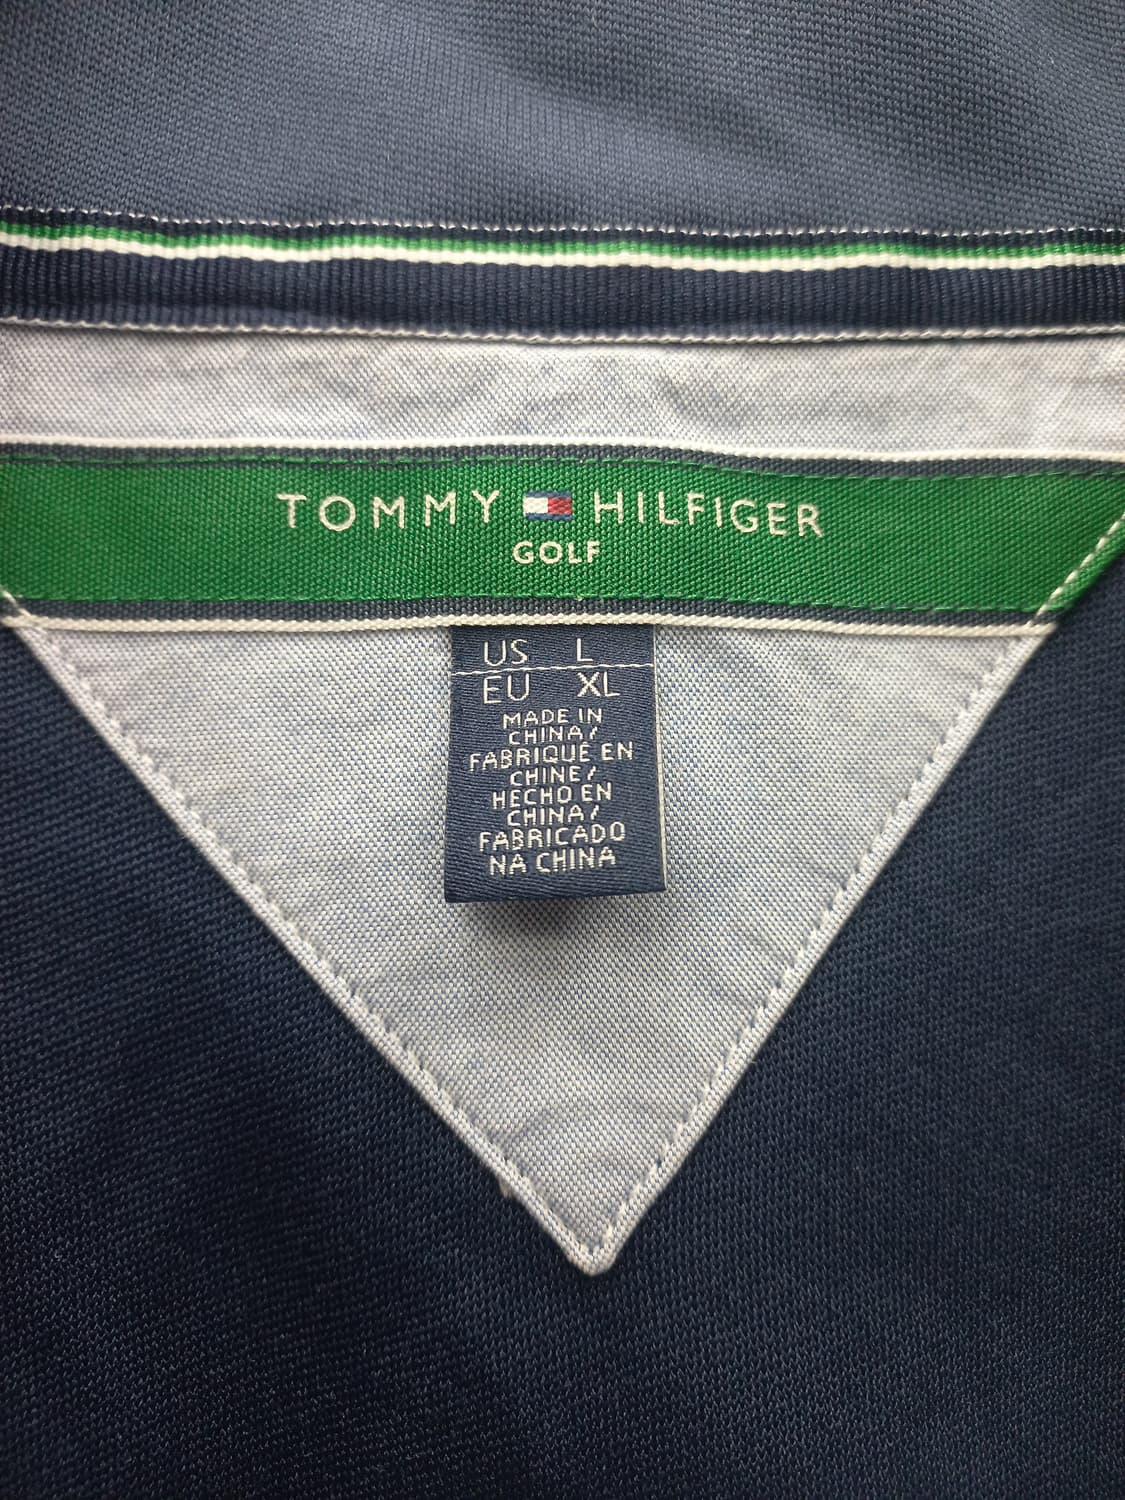 TOMMY HILFIGER
GOLF
US L
EU XL
MADE IN
CHINA/
FABRIQUÉ EN
CHINE/
HECHO EN
CHINA/
FABRICADO
NA CHINA